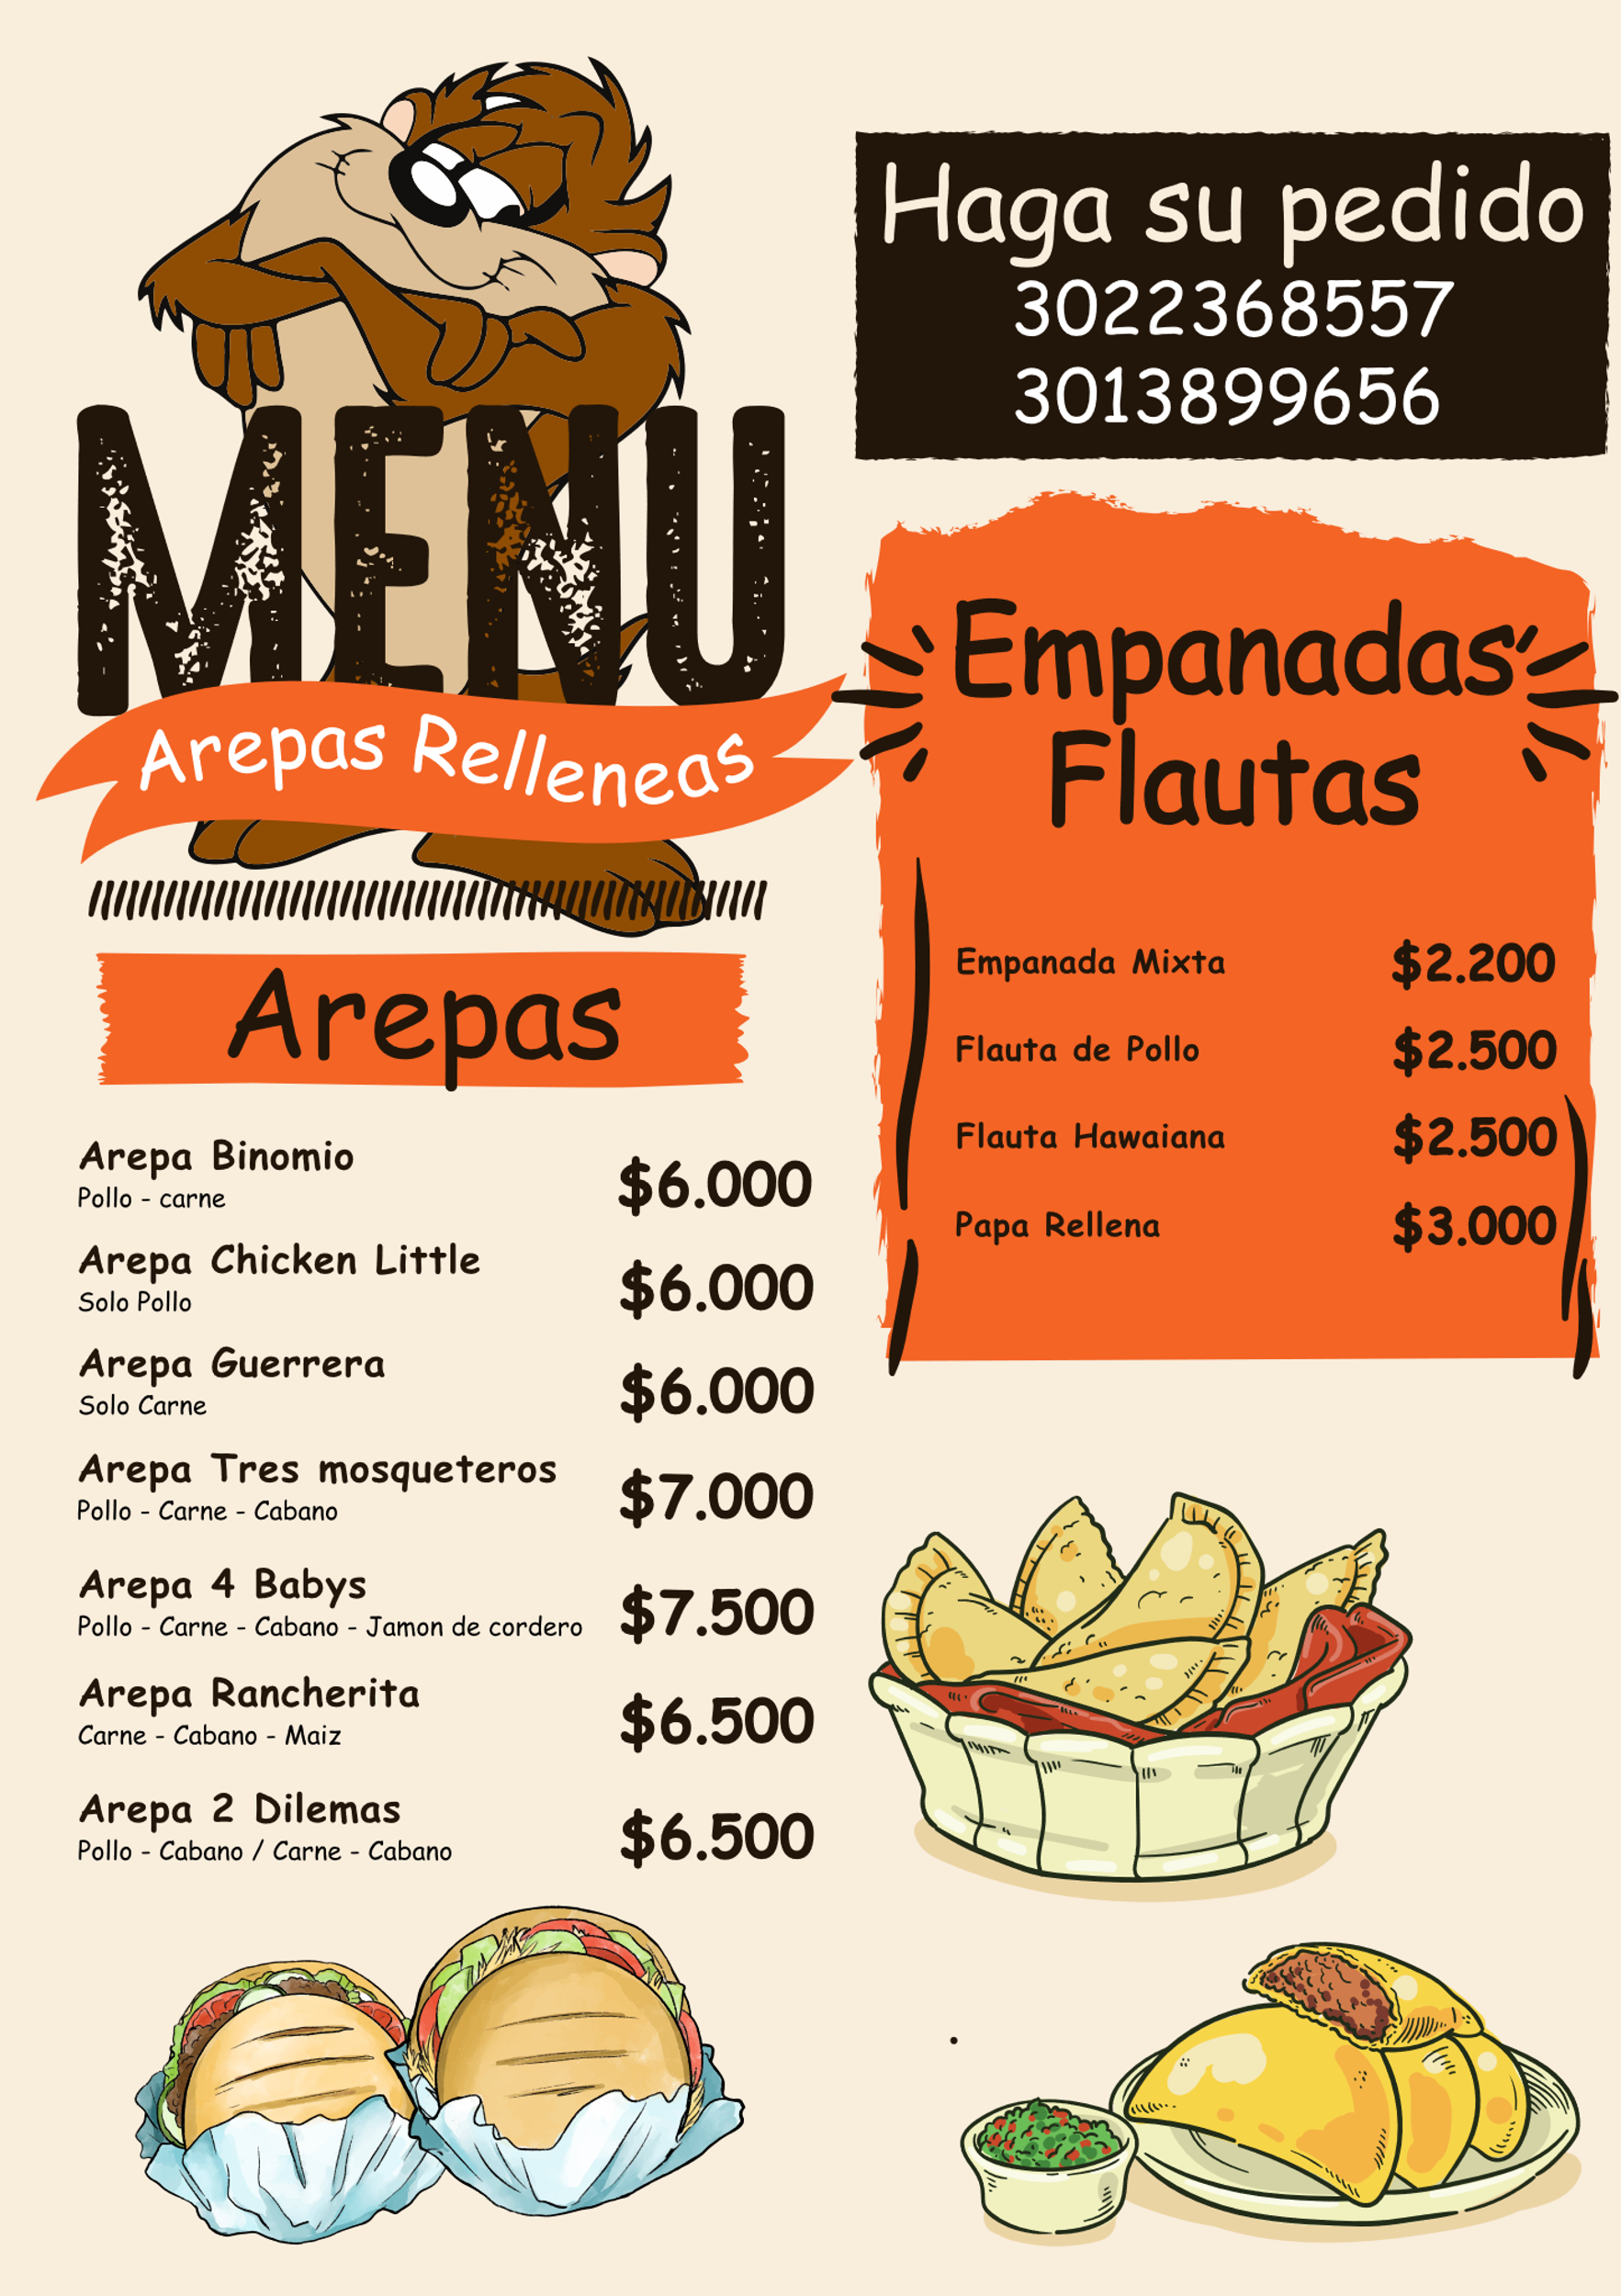 MENU
Arepas Relleneas
Arepas
Arepa Binomio
Pollo - carne
$6.000
Arepa Chicken Little
Solo Pollo
$6.000
Arepa Guerrera
Solo Carne
$6.000
Arepa Tres mosqueteros
Pollo - Carne - Cabano
$7.000
Arepa 4 Babys
Pollo - Carne - Cabano - Jamon de cordero
$7.500
Arepa Rancherita
Carne - Cabano - Maiz
$6.500
Arepa 2 Dilemas
Pollo - Cabano / Carne - Cabano
$6.500
Haga su pedido
3022368557
3013899656
Empanadas
Flautas
Empanada Mixta $2.200
Flauta de Pollo $2.500
Flauta Hawaiana $2.500
Papa Rellena $3.000